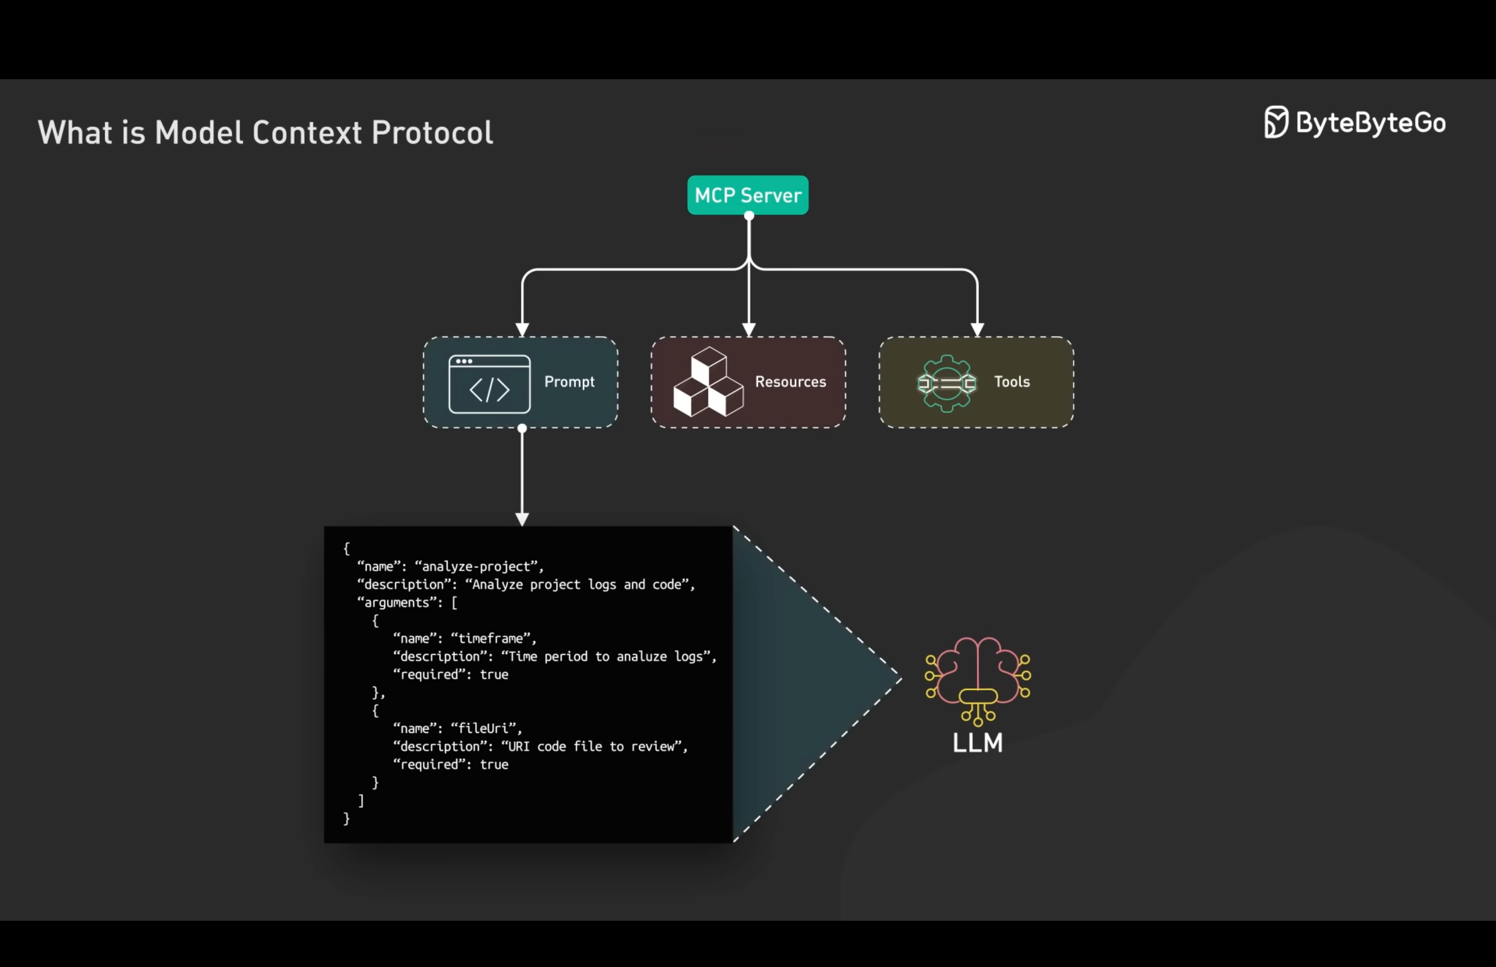 What is Model Context Protocol
ByteByteGo
MCP Server
Prompt
Resources
Tools
{
“name”: “analyze-project”,
“description”: “Analyze project logs and code”,
“arguments”: [
{
“name”: “timeframe”,
“description”: “Time period to analuze logs”,
“required”: true
},
{
“name”: “fileUri”,
“description”: “URI code file to review”,
“required”: true
}
]
}
LLM